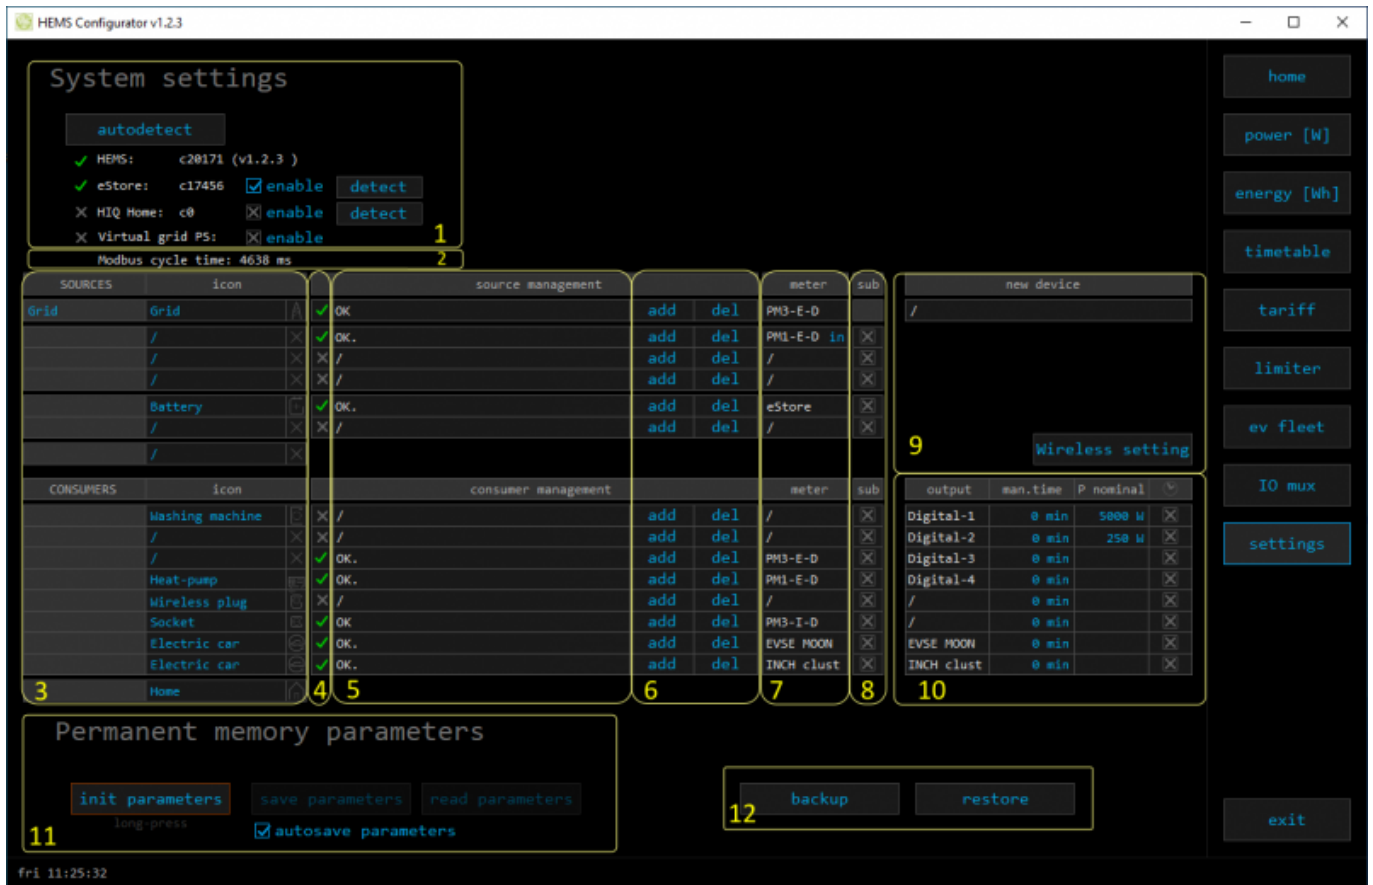 HEMS Configurator v1.2.3
System settings
home
autodetect
power [W]
HEMS: c20171 (v1.2.3 )
eStore: c17456 enable detect
energy [Wh]
HIQ Home: c0 enable detect
Virtual grid PS: enable 1
timetable
Modbus cycle time: 4638 ms 2
SOURCES icon source management meter sub new device
Grid Grid OK add del PM3-E-D /
tariff
/ OK. add del PM1-E-D in
/ / add del /
/ / add del /
limiter
Battery OK. add del eStore
/ / add del /
ev fleet
/ 9 Wireless setting
CONSUMERS icon consumer management meter sub output man.time P nominal
IO mux
Washing machine / add del / Digital-1 0 min 5000 W
/ / add del / Digital-2 0 min 250 W
settings
/ OK. add del PM3-E-D Digital-3 0 min
Heat-pump OK. add del PM1-E-D Digital-4 0 min
Wireless plug / add del / / 0 min
Socket OK add del PM3-I-D / 0 min
Electric car OK. add del EVSE MOON EVSE MOON 0 min
Electric car OK. add del INCH clust INCH clust 0 min
3 Home 4 5 6 7 8 10
Permanent memory parameters
init parameters save parameters read parameters
backup restore
12
long-press
autosave parameters
11
exit
fri 11:25:32